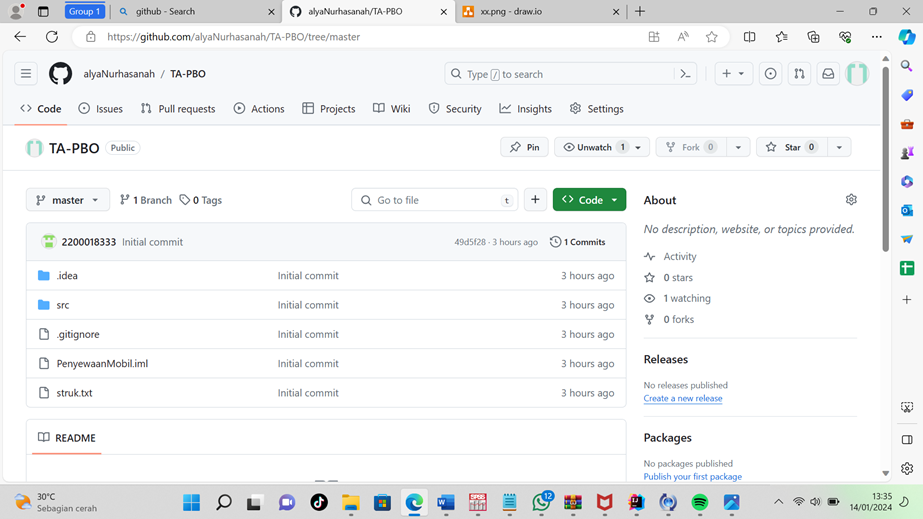 Group 1
github - Search
alyaNurhasanah/TA-PBO
xx.png - draw.io
https://github.com/alyaNurhasanah/TA-PBO/tree/master
alyaNurhasanah / TA-PBO
Type / to search
Code
Issues
Pull requests
Actions
Projects
Wiki
Security
Insights
Settings
TA-PBO Public
Pin
Unwatch 1
Fork 0
Star 0
master
1 Branch
0 Tags
Go to file t
Code
2200018333 Initial commit
49d5f28 · 3 hours ago
1 Commits
.idea Initial commit 3 hours ago
src Initial commit 3 hours ago
.gitignore Initial commit 3 hours ago
PenyewaanMobil.iml Initial commit 3 hours ago
struk.txt Initial commit 3 hours ago
README
About
No description, website, or topics provided.
Activity
0 stars
1 watching
0 forks
Releases
No releases published
Create a new release
Packages
No packages published
Publish your first package
30°C
Sebagian cerah
12
13:35
14/01/2024